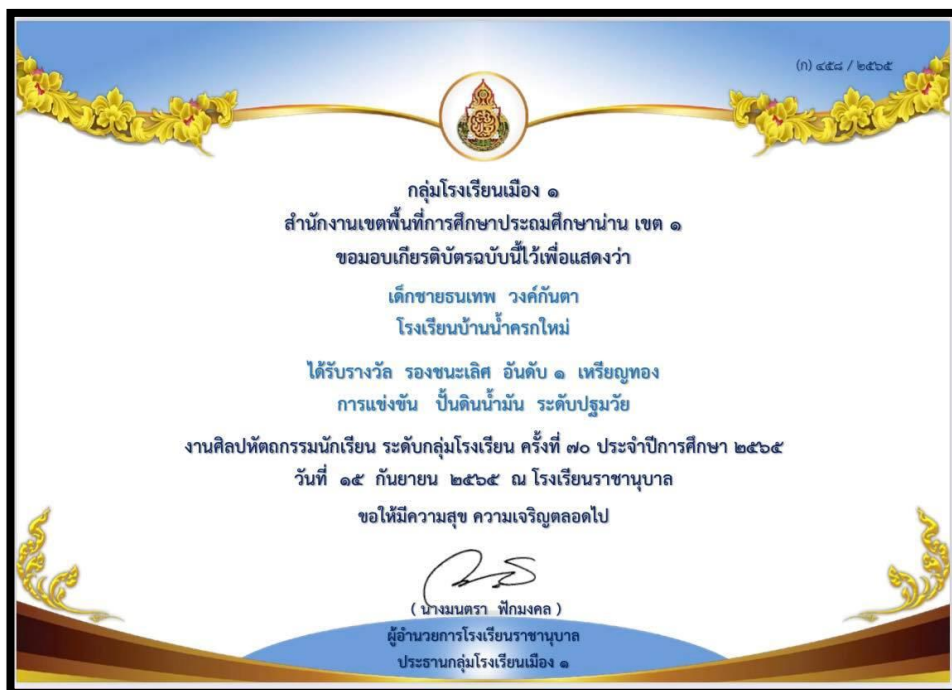 (ก) ๔๕๘ / ๒๕๖๕
กลุ่มโรงเรียนเมือง ๑
สำนักงานเขตพื้นที่การศึกษาประถมศึกษาน่าน เขต ๑
ขอมอบเกียรติบัตรฉบับนี้ไว้เพื่อแสดงว่า
เด็กชายธนเทพ วงค์กันตา
โรงเรียนบ้านน้ำครกใหม่
ได้รับรางวัล รองชนะเลิศ อันดับ ๑ เหรียญทอง
การแข่งขัน ปั้นดินน้ำมัน ระดับปฐมวัย
งานศิลปหัตถกรรมนักเรียน ระดับกลุ่มโรงเรียน ครั้งที่ ๗๐ ประจำปีการศึกษา ๒๕๖๕
วันที่ ๑๕ กันยายน ๒๕๖๕ ณ โรงเรียนราชานุบาล
ขอให้มีความสุข ความเจริญตลอดไป
( นางมนตรา ฟักมงคล )
ผู้อำนวยการโรงเรียนราชานุบาล
ประธานกลุ่มโรงเรียนเมือง ๑